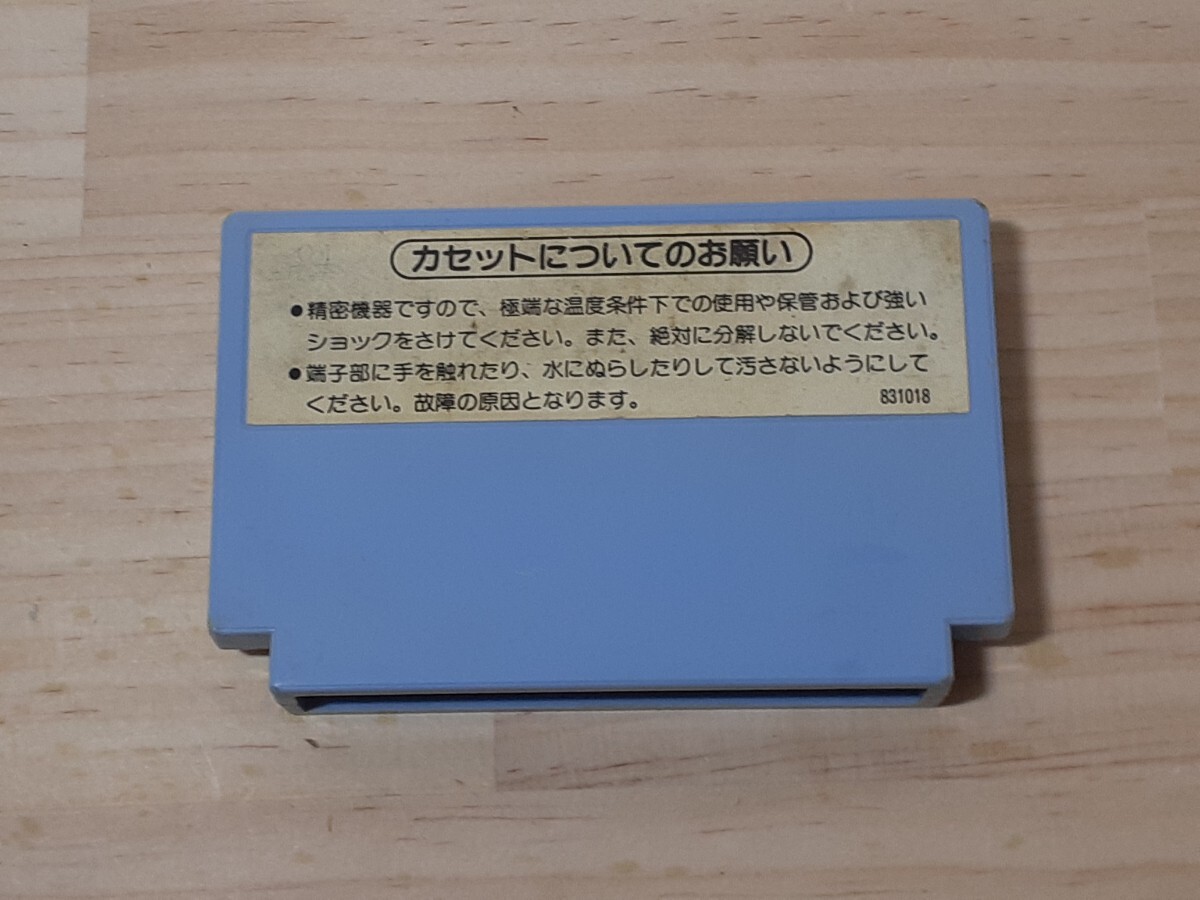 カセットについてのお願い
●精密機器ですので、極端な温度条件下での使用や保管および強い
ショックをさけてください。また、絶対に分解しないでください。
●端子部に手を触れたり、水にぬらしたりして汚さないようにして
ください。故障の原因となります。
831018